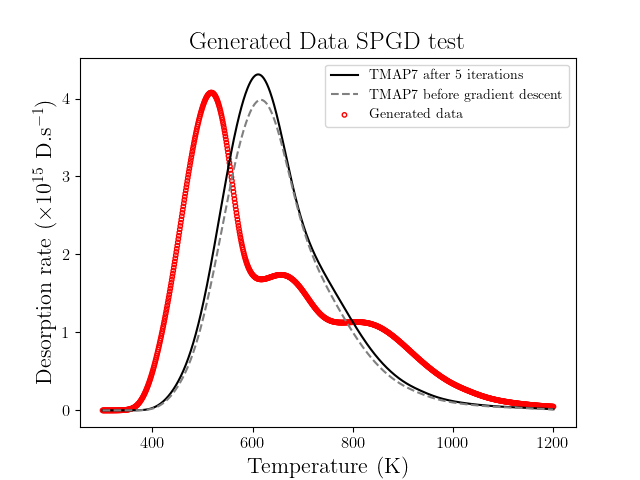 Generated Data SPGD test
TMAP7 after 5 iterations
TMAP7 before gradient descent
Generated data
Desorption rate (×10¹⁵ D.s⁻¹)
4
3
2
1
0
400 600 800 1000 1200
Temperature (K)